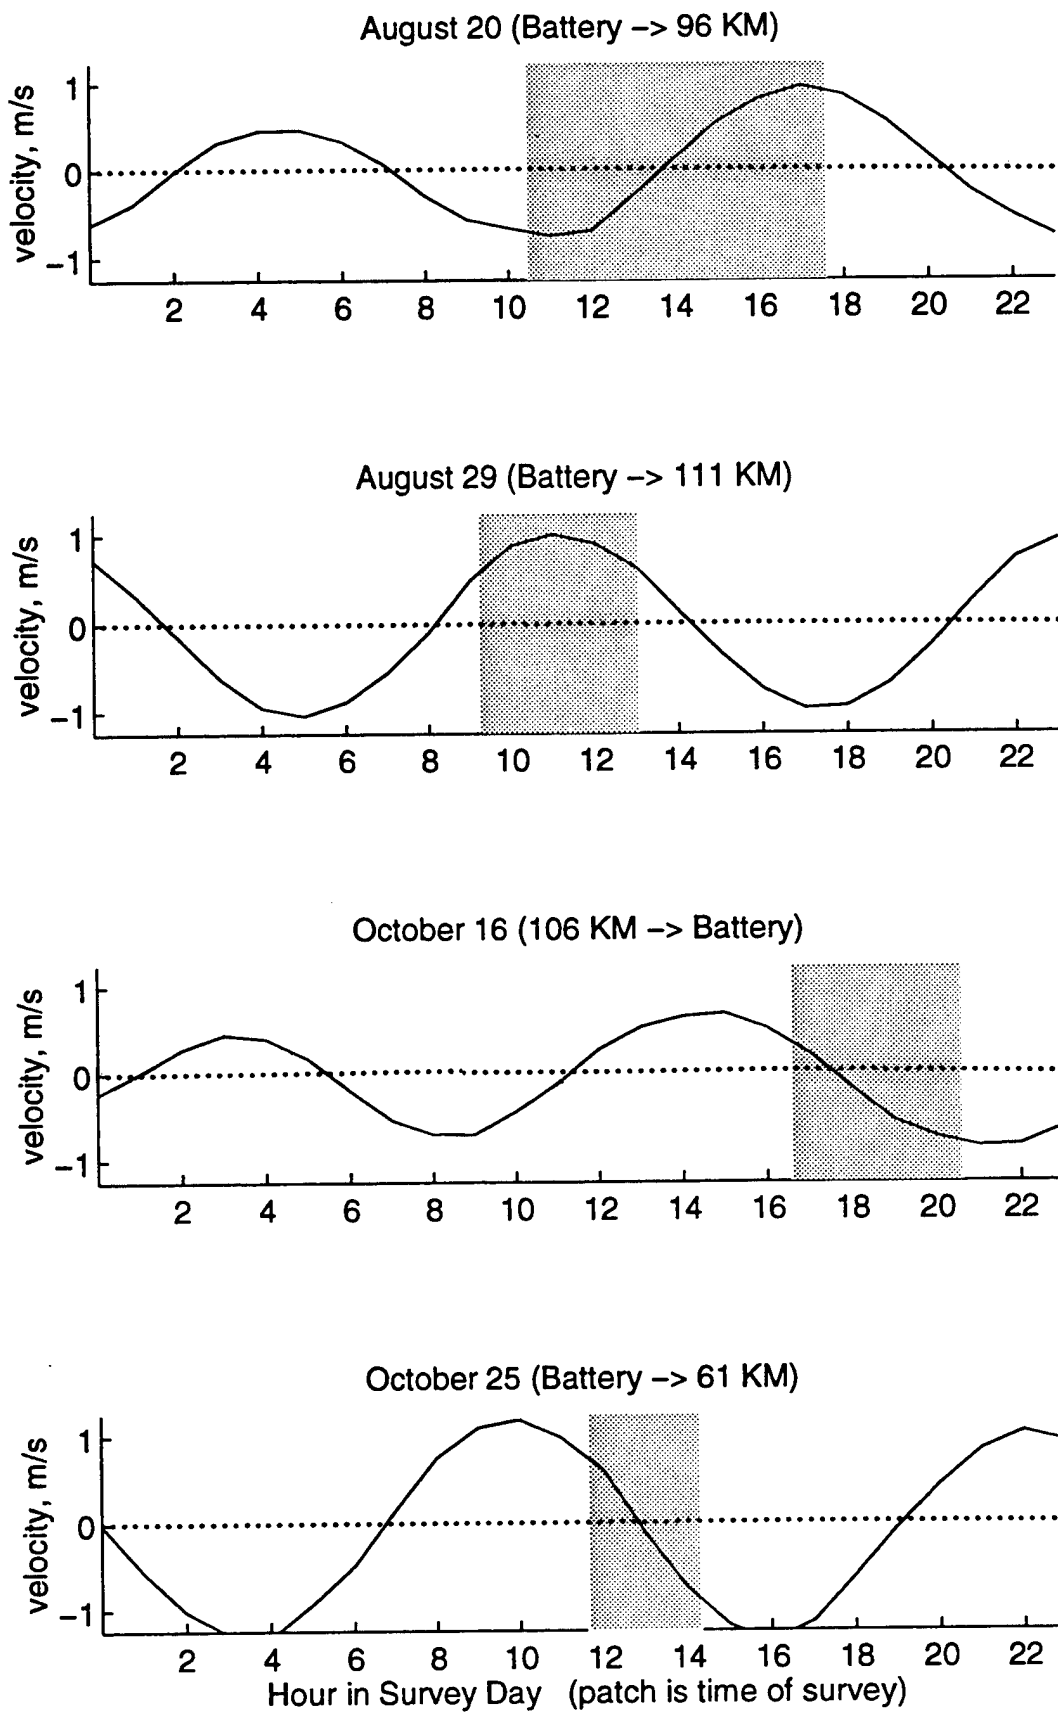 August 20 (Battery –> 96 KM)
velocity, m/s
1
0
–1
2 4 6 8 10 12 14 16 18 20 22
August 29 (Battery –> 111 KM)
velocity, m/s
1
0
–1
2 4 6 8 10 12 14 16 18 20 22
October 16 (106 KM –> Battery)
velocity, m/s
1
0
–1
2 4 6 8 10 12 14 16 18 20 22
October 25 (Battery –> 61 KM)
velocity, m/s
1
0
–1
2 4 6 8 10 12 14 16 18 20 22
Hour in Survey Day (patch is time of survey)